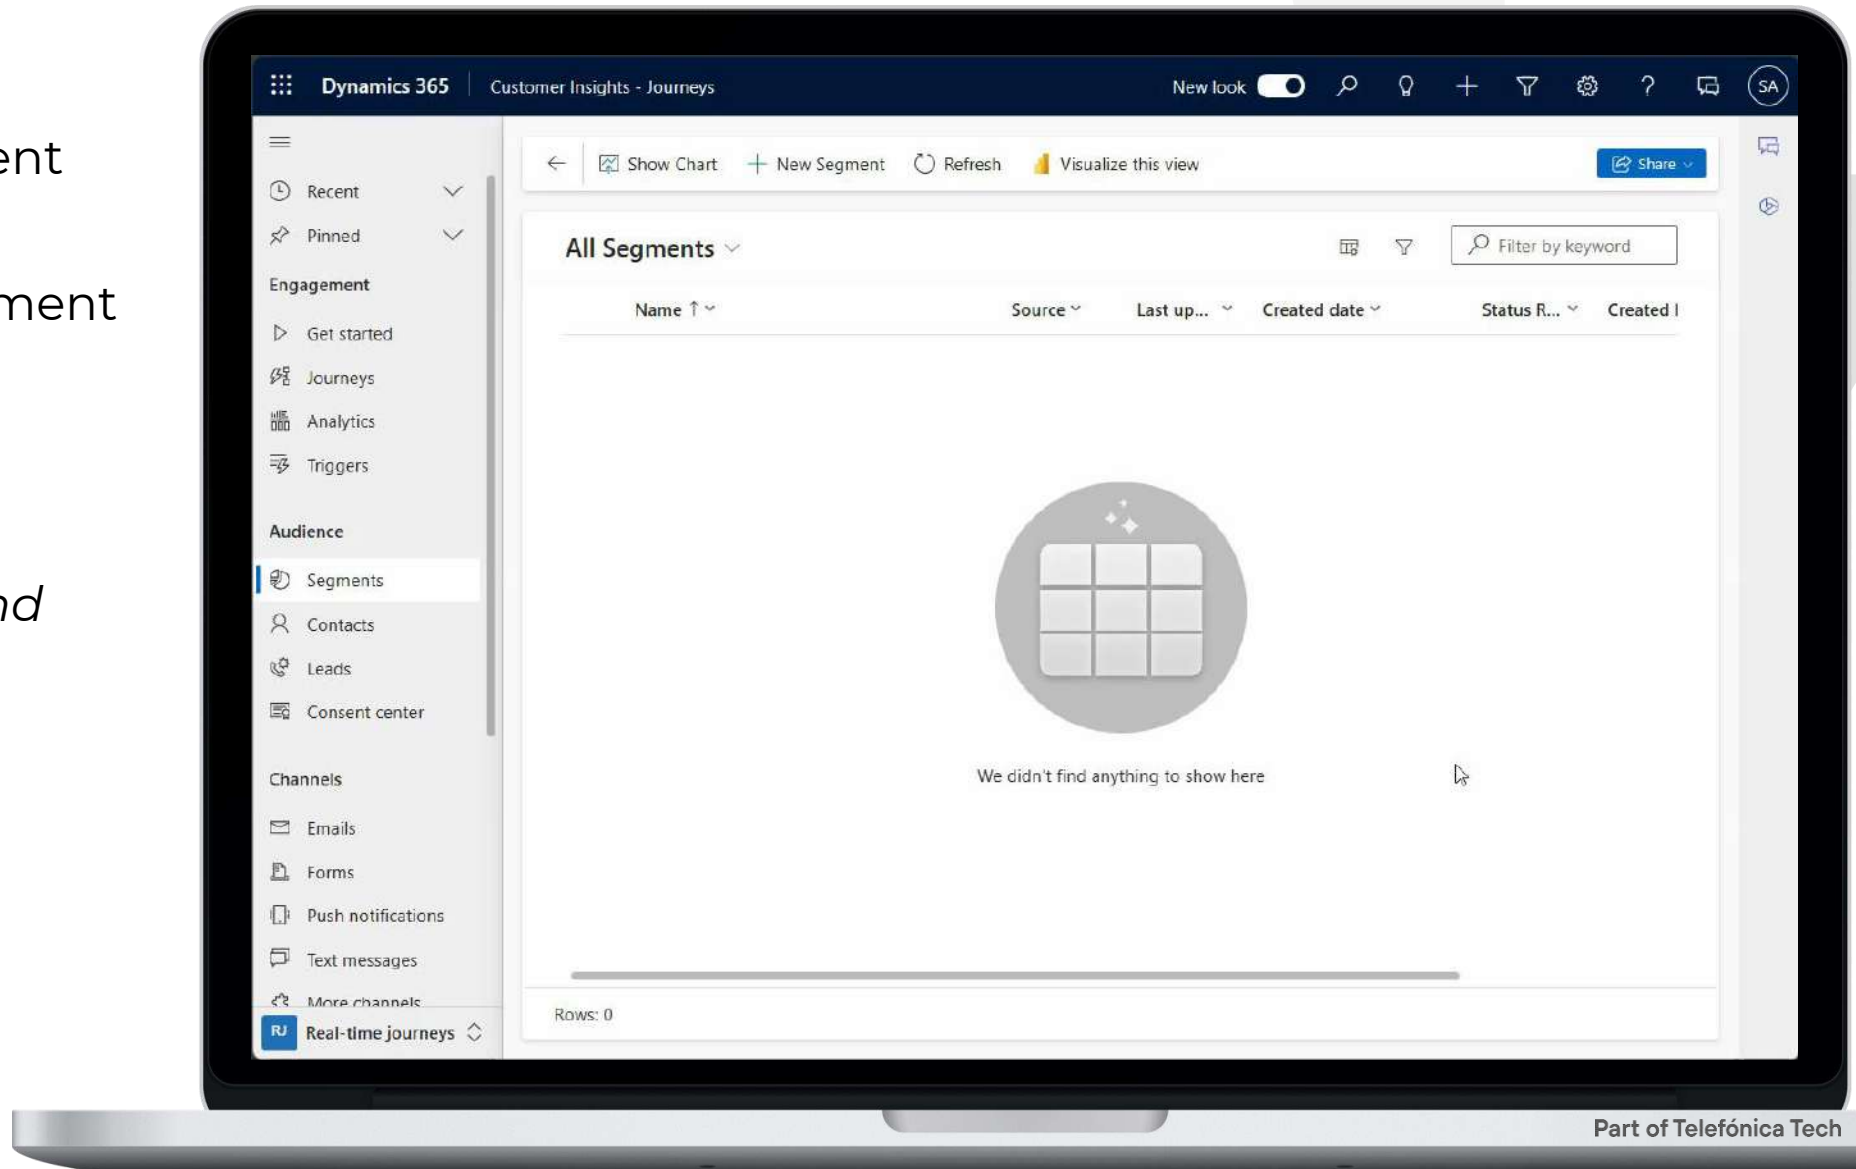 Dynamics 365 Customer Insights - Journeys New look SA
Recent
Pinned
Engagement
Get started
Journeys
Analytics
Triggers
Audience
Segments
Contacts
Leads
Consent center
Channels
Emails
Forms
Push notifications
Text messages
More channels
RJ Real-time journeys
Show Chart New Segment Refresh Visualize this view Share
All Segments Filter by keyword
Name Source Last up... Created date Status R... Created
We didn't find anything to show here
Rows: 0
Part of Telefónica Tech